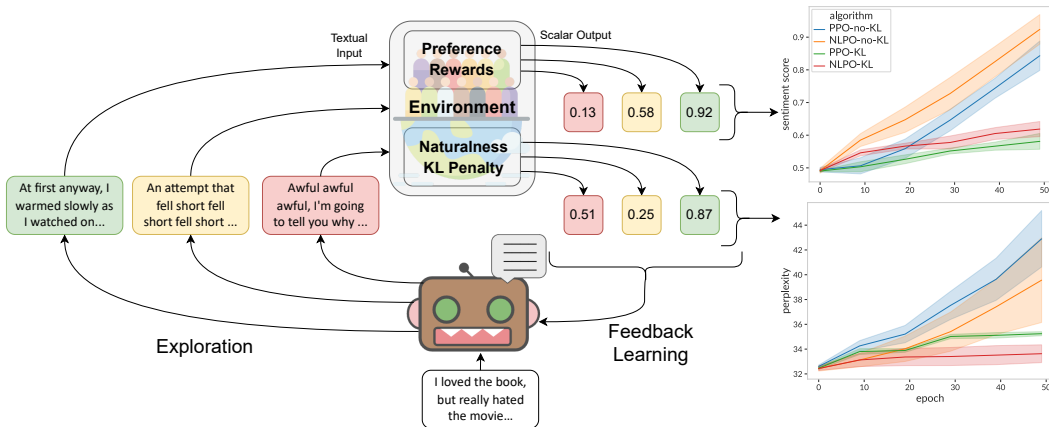 Textual
Input
Preference
Rewards
Environment
Naturalness
KL Penalty
Scalar Output
0.13
0.58
0.92
0.51
0.25
0.87
At first anyway, I
warmed slowly as
I watched on...
An attempt that
fell short fell
short fell short ...
Awful awful
awful, I'm going
to tell you why ...
Exploration
Feedback
Learning
I loved the book,
but really hated
the movie...
algorithm
PPO-no-KL
NLPO-no-KL
PPO-KL
NLPO-KL
sentiment score
0.9
0.8
0.7
0.6
0.5
0
10
20
30
40
50
perplexity
44
42
40
38
36
34
32
0
10
20
30
40
50
epoch